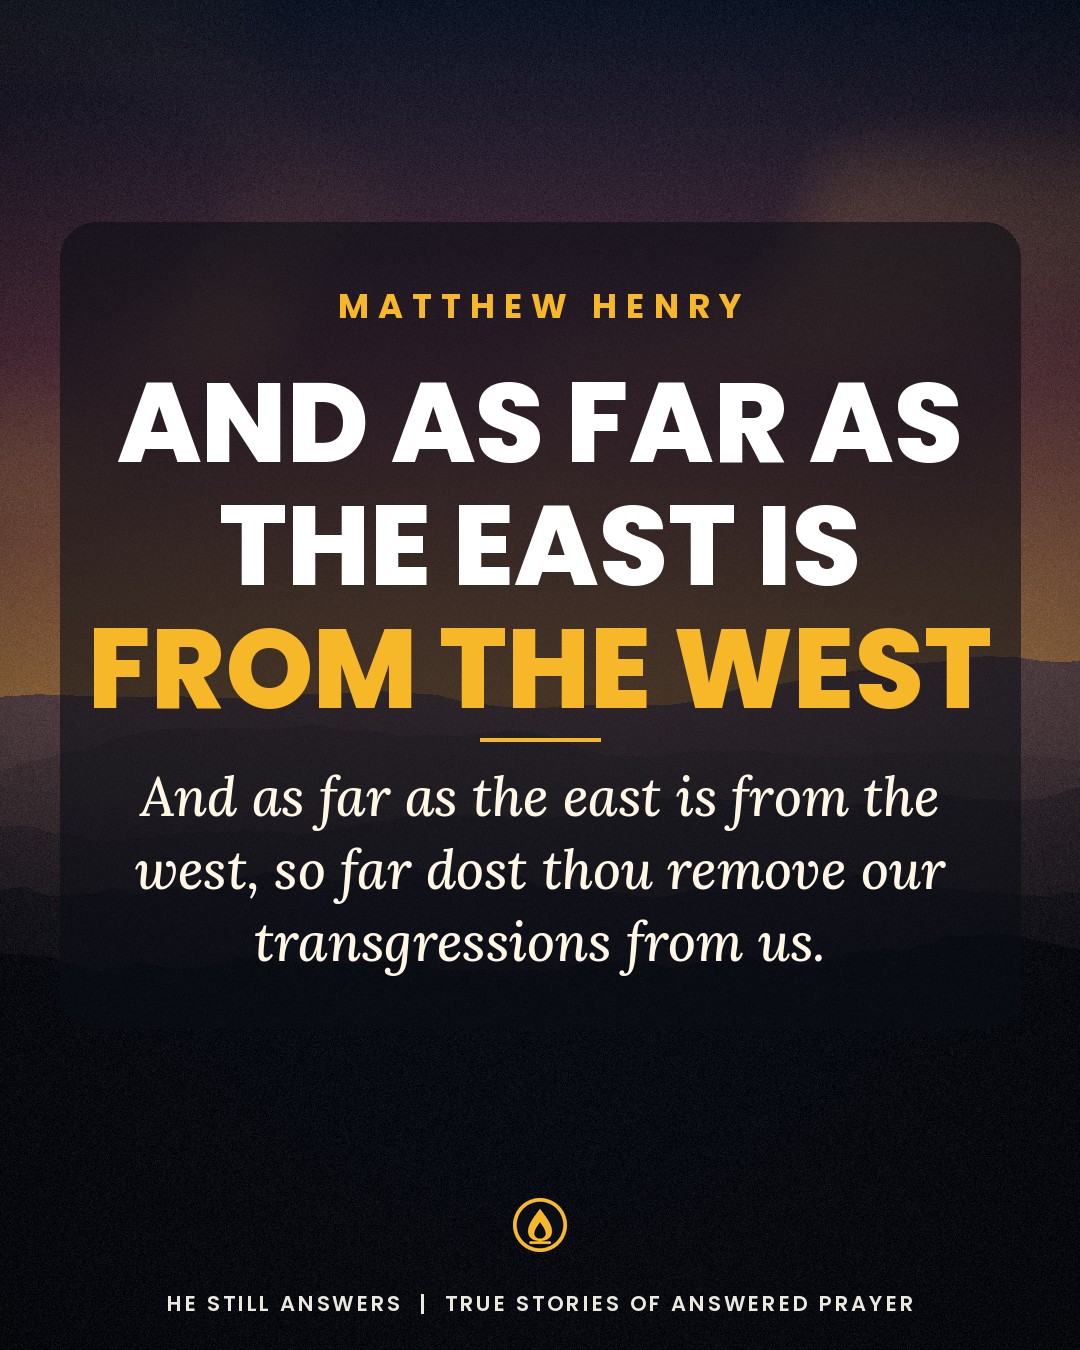 MATTHEW HENRY
AND AS FAR AS
THE EAST IS
FROM THE WEST
And as far as the east is from the
west, so far dost thou remove our
transgressions from us.
HE STILL ANSWERS | TRUE STORIES OF ANSWERED PRAYER